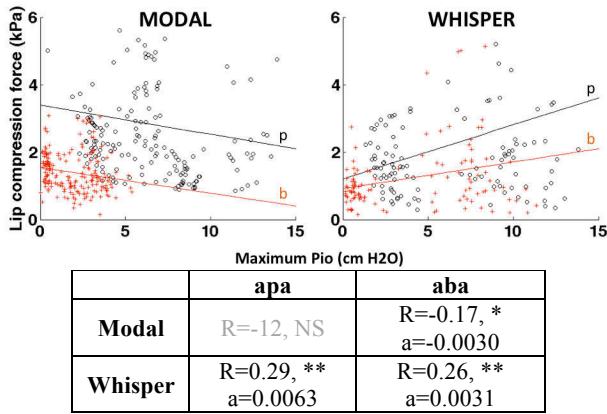 MODAL WHISPER
Lip compression force (kPa)
6 6
4 4
p p
2 2
b b
0 0
0 5 10 15 0 5 10 15
Maximum Pio (cm H2O)
apa aba
Modal R=-12, NS R=-0.17, *
a=-0.0030
Whisper R=0.29, ** R=0.26, **
a=0.0063 a=0.0031